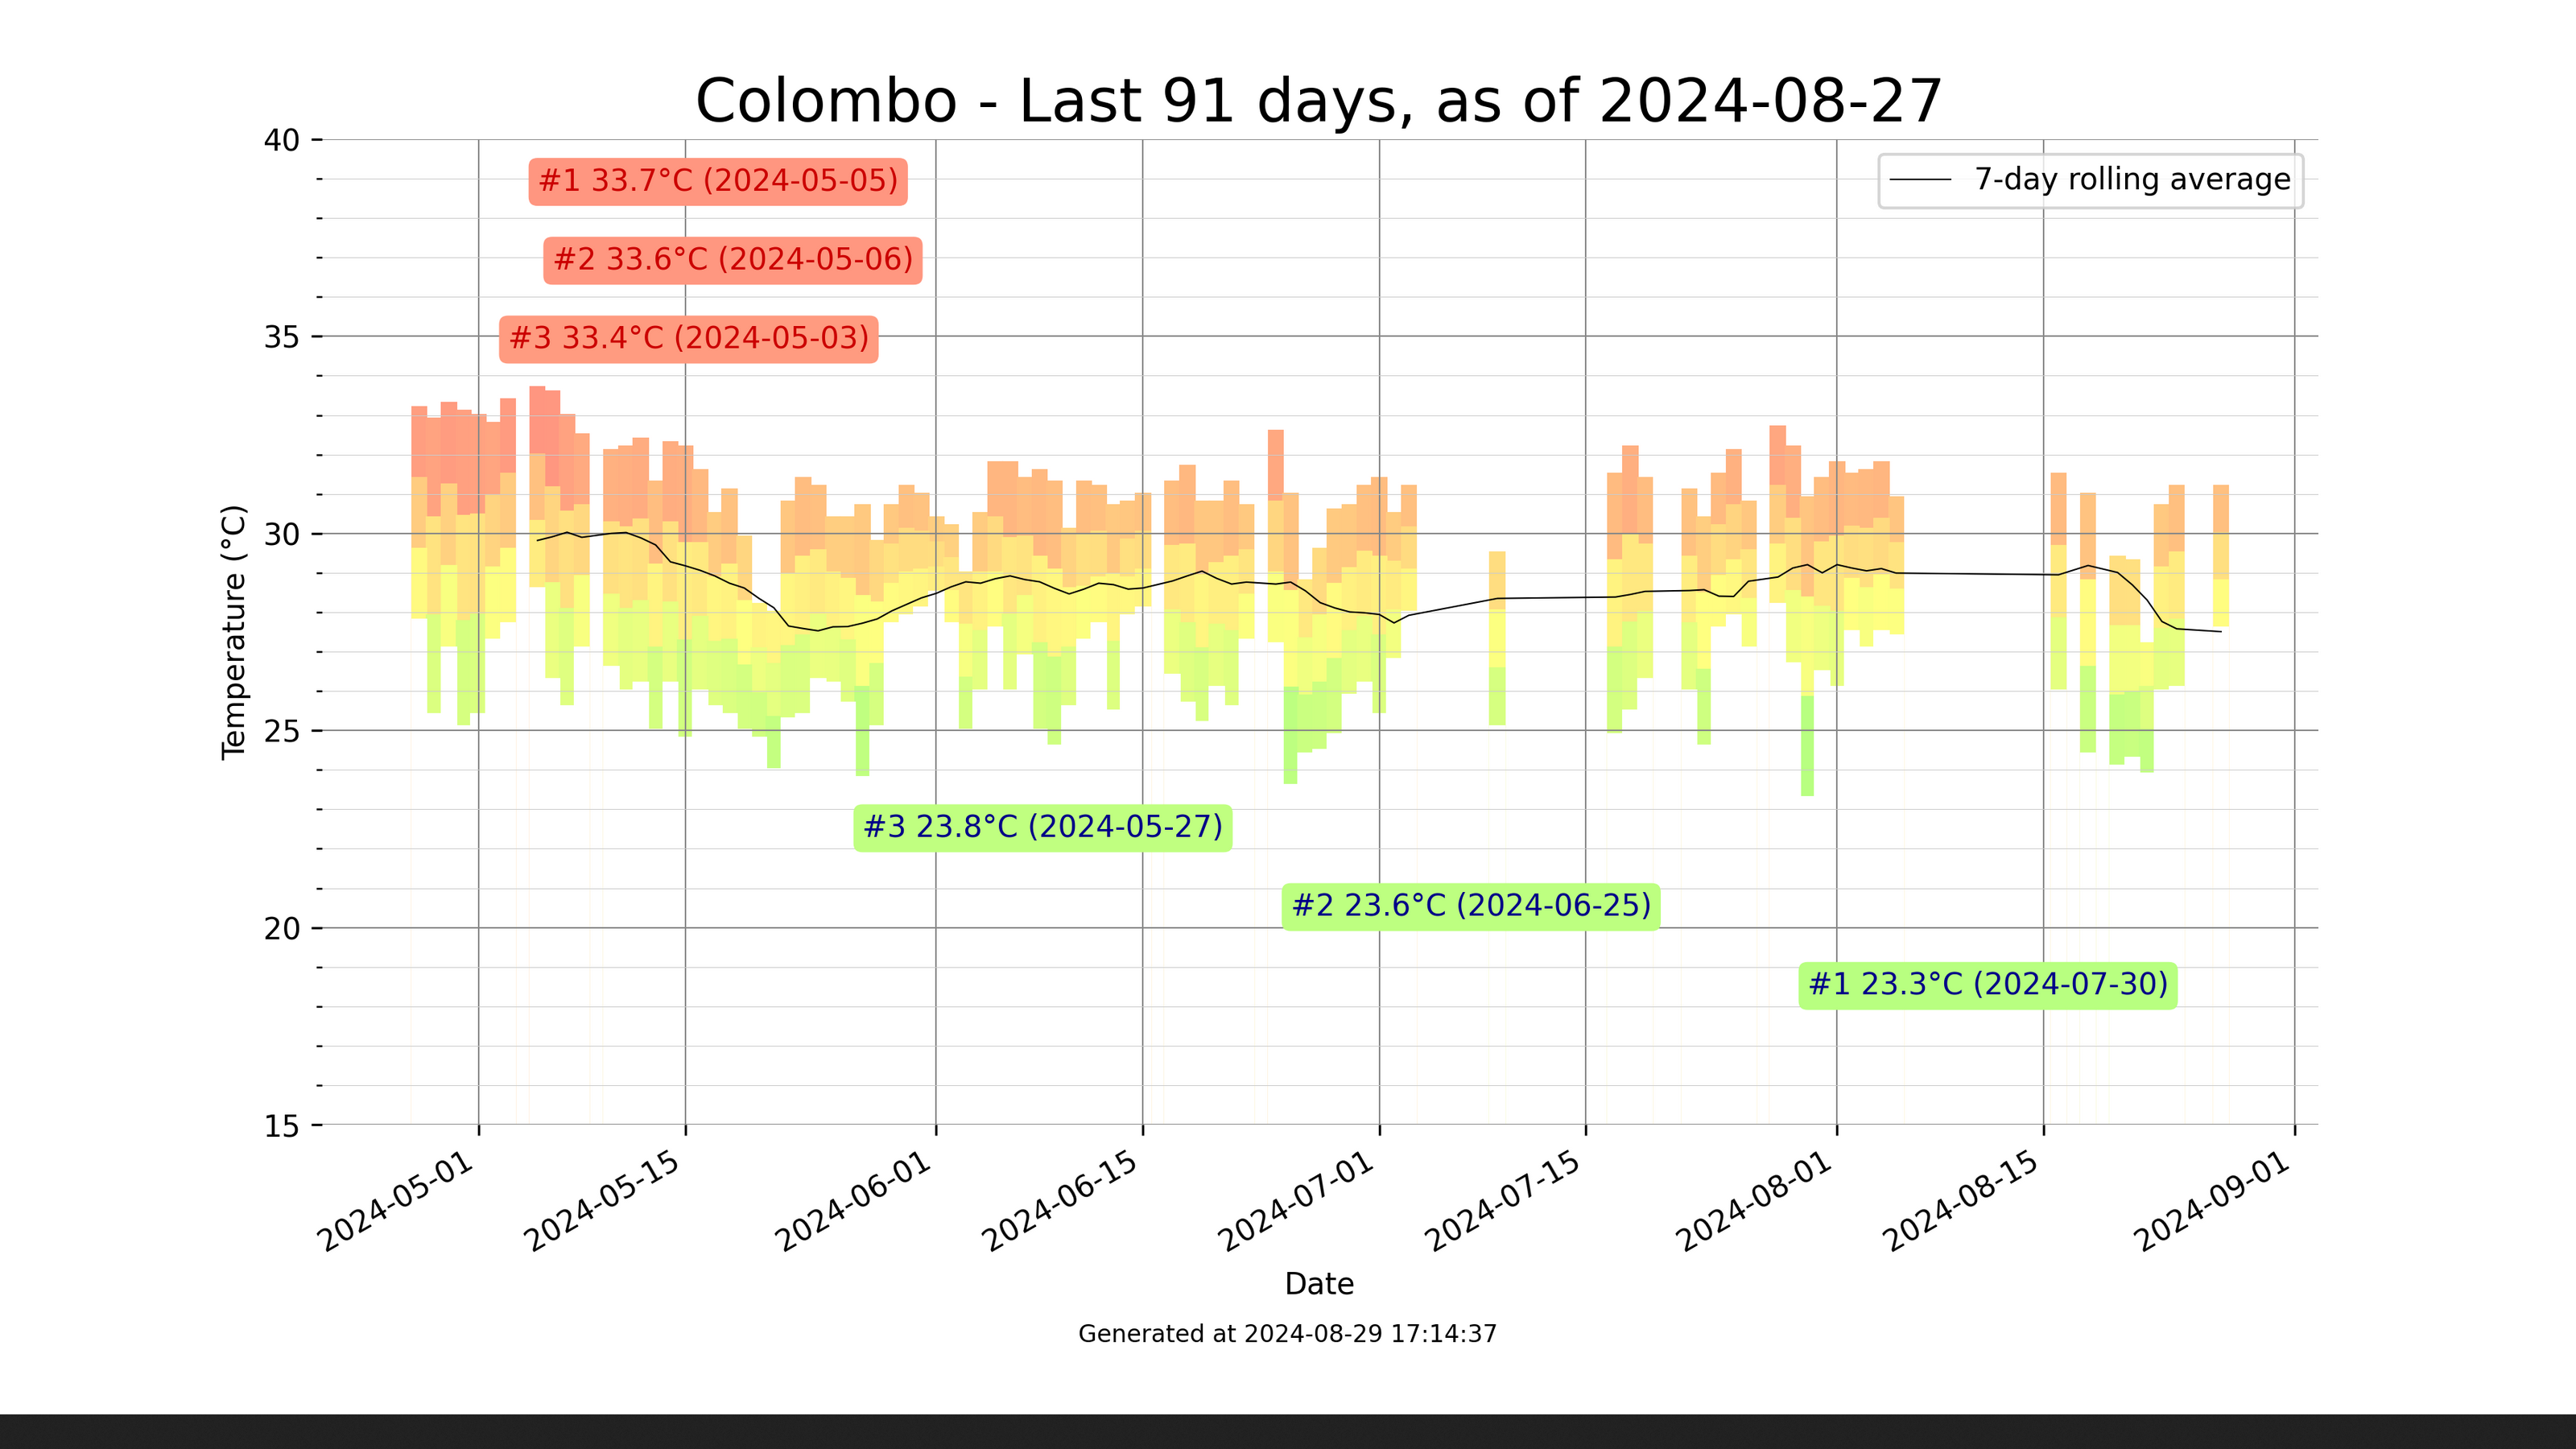 Colombo - Last 91 days, as of 2024-08-27
40
#1 33.7°C (2024-05-05)
7-day rolling average
#2 33.6°C (2024-05-06)
35
#3 33.4°C (2024-05-03)
30
Temperature (°C)
25
#3 23.8°C (2024-05-27)
#2 23.6°C (2024-06-25)
20
#1 23.3°C (2024-07-30)
15
2024-05-01
2024-05-15
2024-06-01
2024-06-15
2024-07-01
2024-07-15
2024-08-01
2024-08-15
2024-09-01
Date
Generated at 2024-08-29 17:14:37